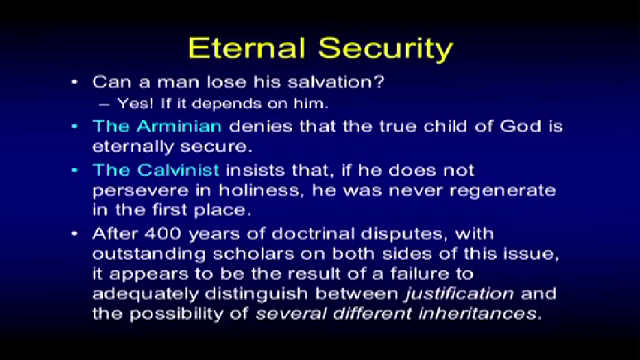 Eternal Security
• Can a man lose his salvation?
– Yes! If it depends on him.
• The Arminian denies that the true child of God is
eternally secure.
• The Calvinist insists that, if he does not
persevere in holiness, he was never regenerate
in the first place.
• After 400 years of doctrinal disputes, with
outstanding scholars on both sides of this issue,
it appears to be the result of a failure to
adequately distinguish between justification and
the possibility of several different inheritances.